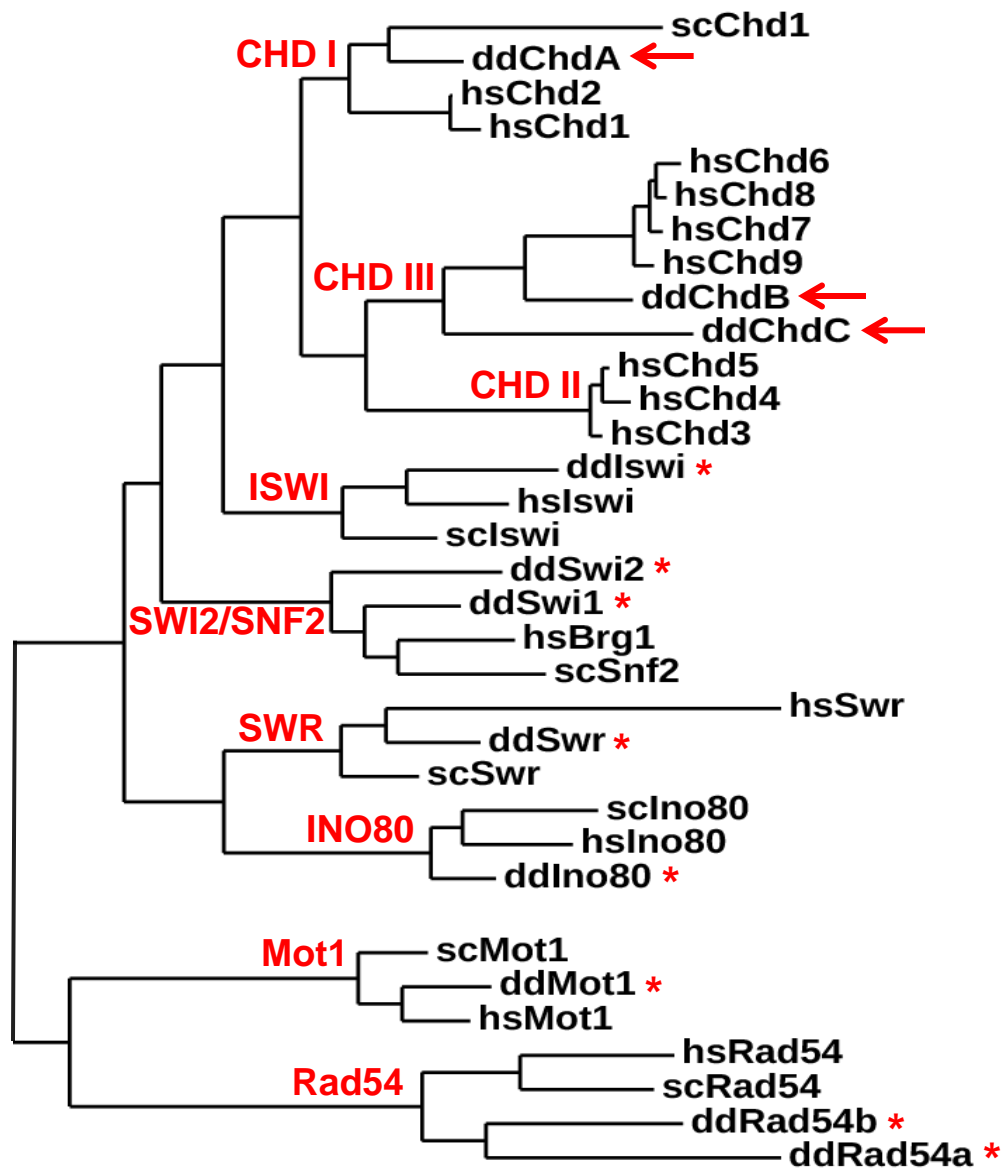 scChd1
CHD I
ddChdA
hsChd2
hsChd1
hsChd6
hsChd8
hsChd7
hsChd9
CHD III
ddChdB
ddChdC
hsChd5
CHD II
hsChd4
hsChd3
ddIswi *
ISWI
hsIswi
scIswi
ddSwi2 *
ddSwi1 *
SWI2/SNF2
hsBrg1
scSnf2
hsSwr
SWR
ddSwr *
scSwr
scIno80
INO80
hsIno80
ddIno80 *
scMot1
Mot1
ddMot1 *
hsMot1
hsRad54
Rad54
scRad54
ddRad54b *
ddRad54a *